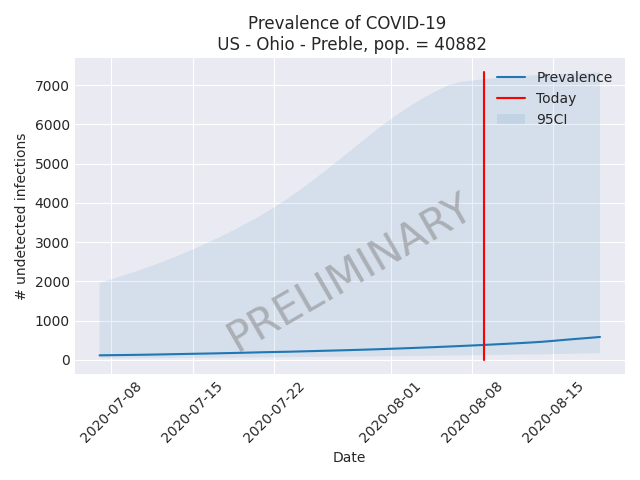 Prevalence of COVID-19
US - Ohio - Preble, pop. = 40882
Prevalence
Today
95CI
7000
6000
5000
4000
3000
2000
1000
0
# undetected infections
PRELIMINARY
2020-07-08
2020-07-15
2020-07-22
2020-08-01
2020-08-08
2020-08-15
Date